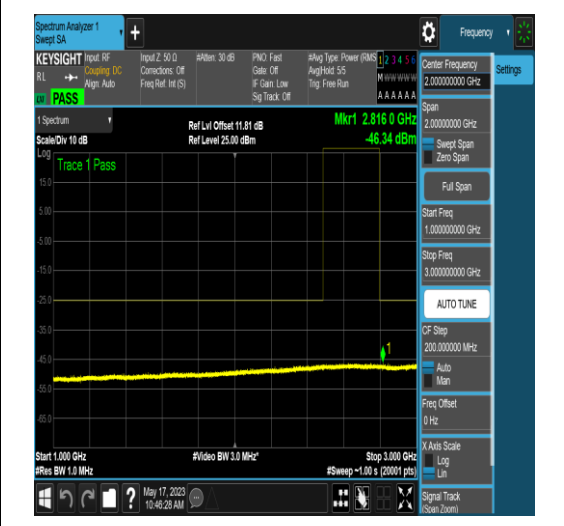 Spectrum Analyzer 1
Swept SA
Frequency
KEYSIGHT
RL
PASS
Input: RF
Coupling: DC
Align: Auto
Input Z: 50 Ω
Corrections: Off
Freq Ref: Int (S)
#Atten: 30 dB
PNO: Fast
Gate: Off
IF Gain: Low
Sig Track: Off
#Avg Type: Power (RMS
Avg|Hold: 5/5
Trig: Free Run
1 2 3 4 5 6
M W W W W W
A A A A A A
Settings
1 Spectrum
Scale/Div 10 dB
Ref Lvl Offset 11.81 dB
Ref Level 25.00 dBm
Mkr1 2.816 0 GHz
-46.34 dBm
Log
Trace 1 Pass
15.0
5.00
-5.00
-15.0
-25.0
-35.0
-45.0
-55.0
-65.0
1
Start 1.000 GHz
#Res BW 1.0 MHz
#Video BW 3.0 MHz*
Stop 3.000 GHz
#Sweep ~1.00 s (20001 pts)
Center Frequency
2.000000000 GHz
Span
2.00000000 GHz
Swept Span
Zero Span
Full Span
Start Freq
1.000000000 GHz
Stop Freq
3.000000000 GHz
AUTO TUNE
CF Step
200.000000 MHz
Auto
Man
Freq Offset
0 Hz
X Axis Scale
Log
Lin
Signal Track
(Span Zoom)
?
May 17, 2023
10:46:28 AM